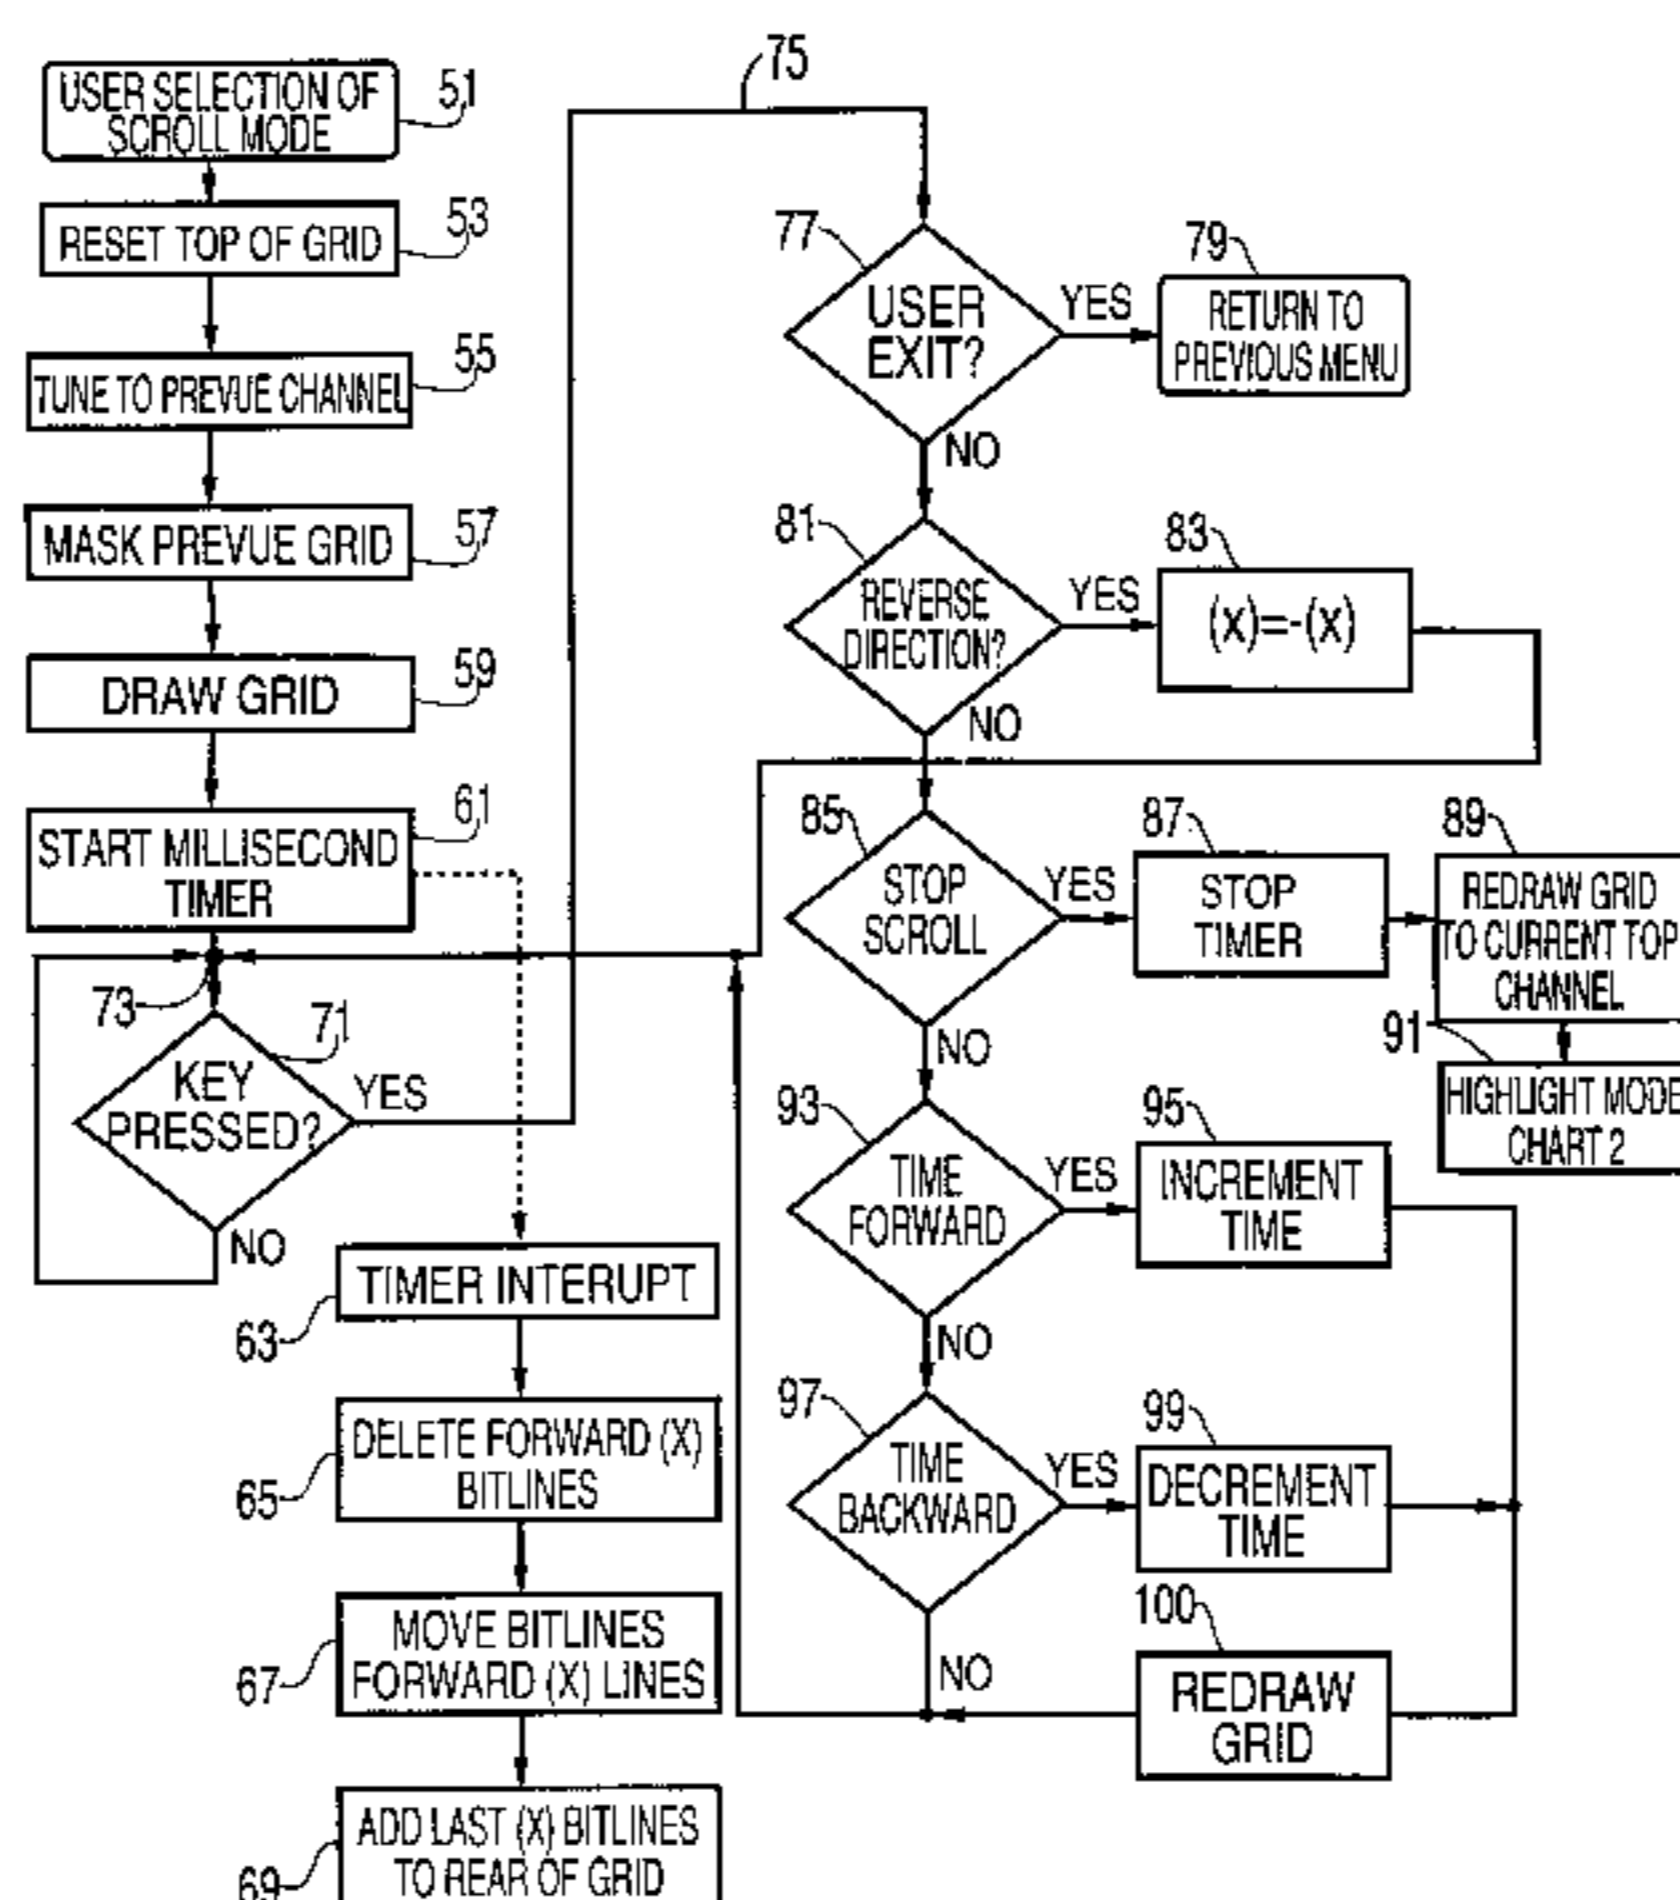 USER SELECTION OF
SCROLL MODE
51
RESET TOP OF GRID
53
TUNE TO PREVUE CHANNEL
55
MASK PREVUE GRID
57
DRAW GRID
59
START MILLISECOND
TIMER
61
73
71
KEY
PRESSED?
YES
NO
TIMER INTERUPT
63
DELETE FORWARD (X)
BITLINES
65
MOVE BITLINES
FORWARD (X) LINES
67
ADD LAST (X) BITLINES
TO REAR OF GRID
69
75
77
USER
EXIT?
YES
NO
79
RETURN TO
PREVIOUS MENU
81
REVERSE
DIRECTION?
YES
NO
83
(x)=-(x)
85
STOP
SCROLL
YES
NO
87
STOP
TIMER
89
REDRAW GRID
TO CURRENT TOP
CHANNEL
91
HIGHLIGHT MODE
CHART 2
93
TIME
FORWARD
YES
NO
95
INCREMENT
TIME
97
TIME
BACKWARD
YES
NO
99
DECREMENT
TIME
100
REDRAW
GRID